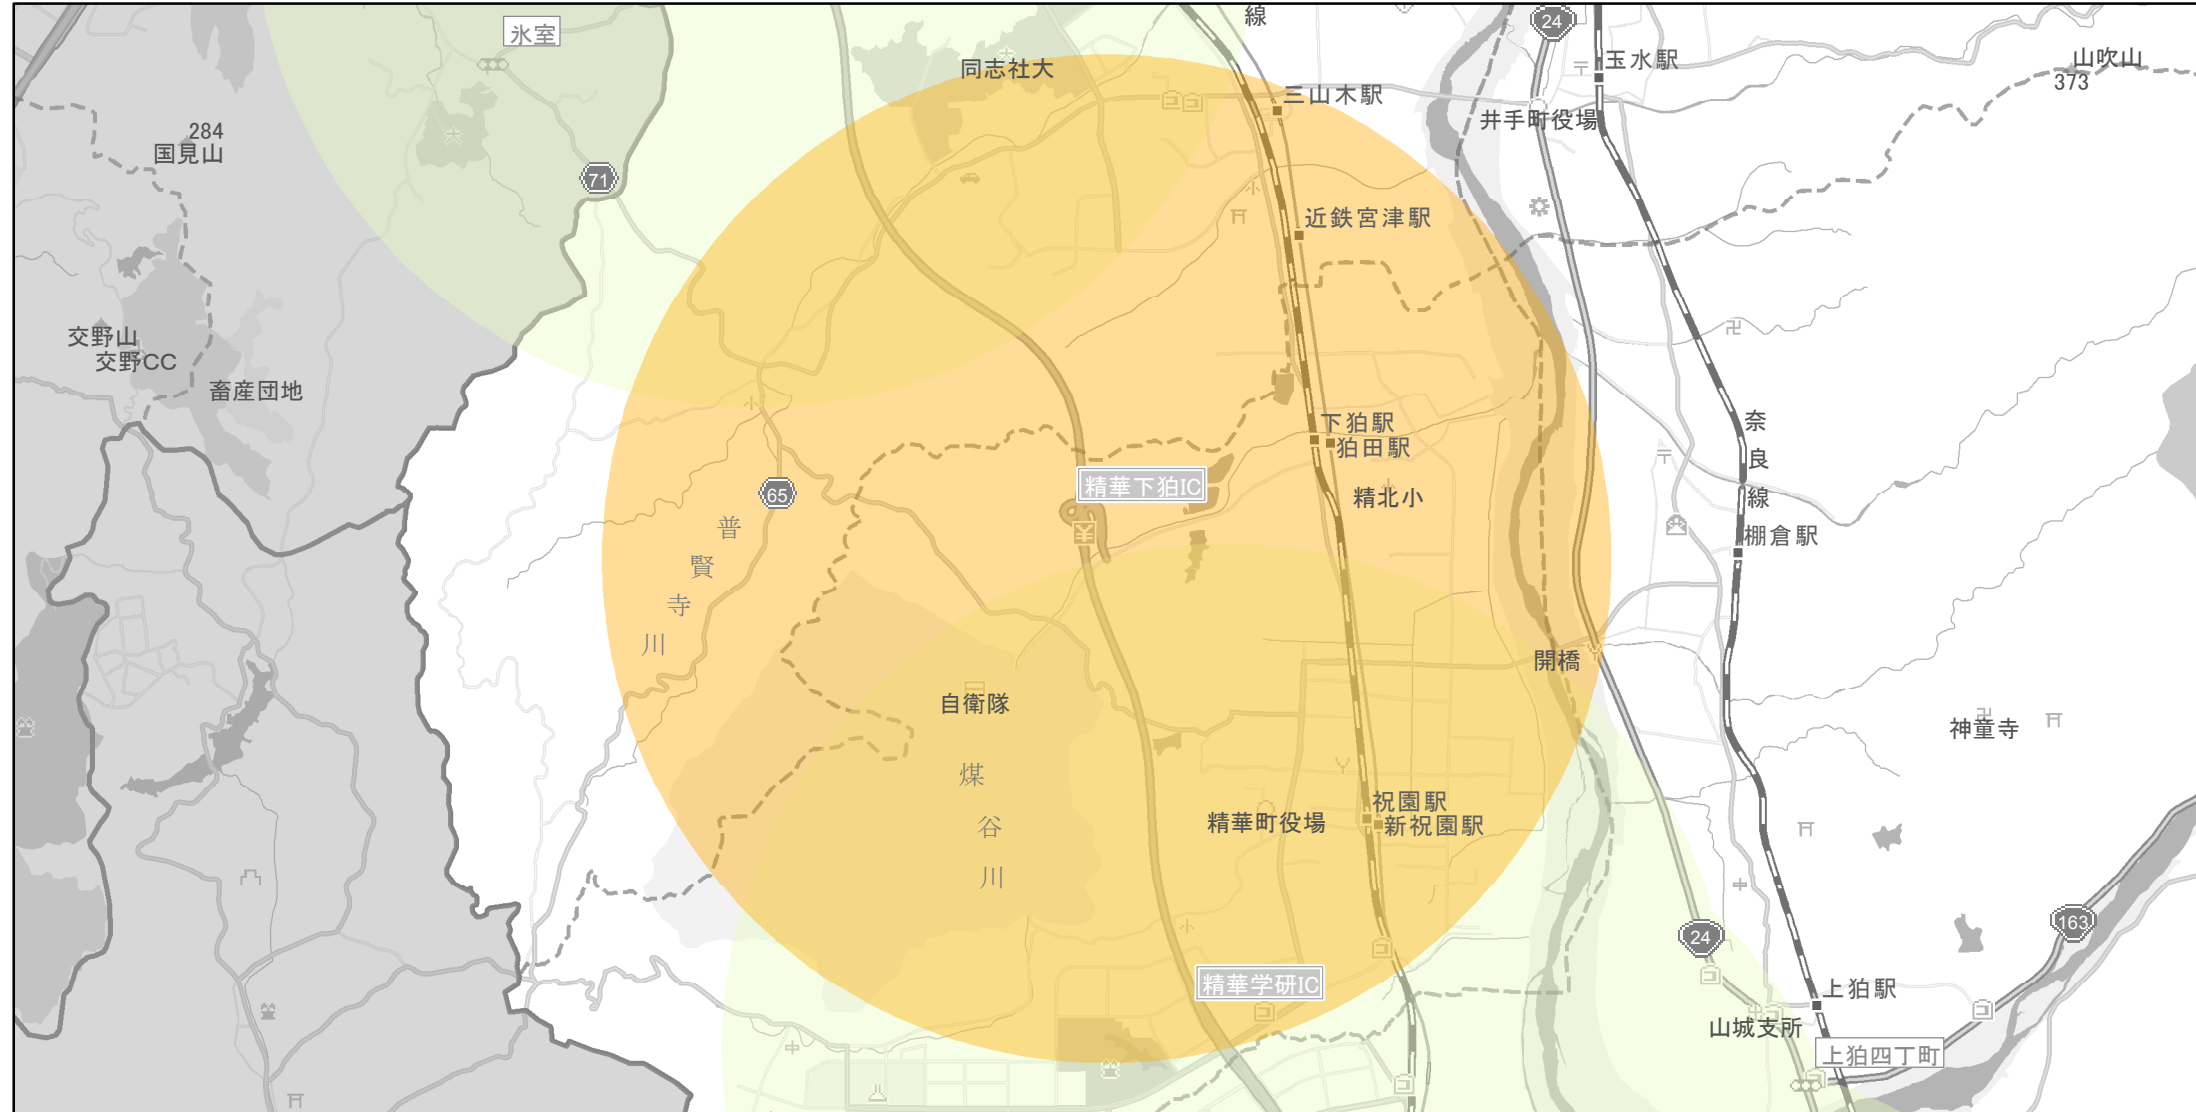 氷室
線
24
同志社大
玉水駅
山吹山
373
三山木駅
井手町役場
284
国見山
71
近鉄宮津駅
交野山
交野CC
畜産団地
下狛駅
狛田駅
奈良線
精華下狛IC
65
精北小
普賢寺川
棚倉駅
開橋
自衛隊
神童寺
煤谷川
祝園駅
新祝園駅
精華町役場
163
24
精華学研IC
上狛駅
山城支所
上狛四丁町